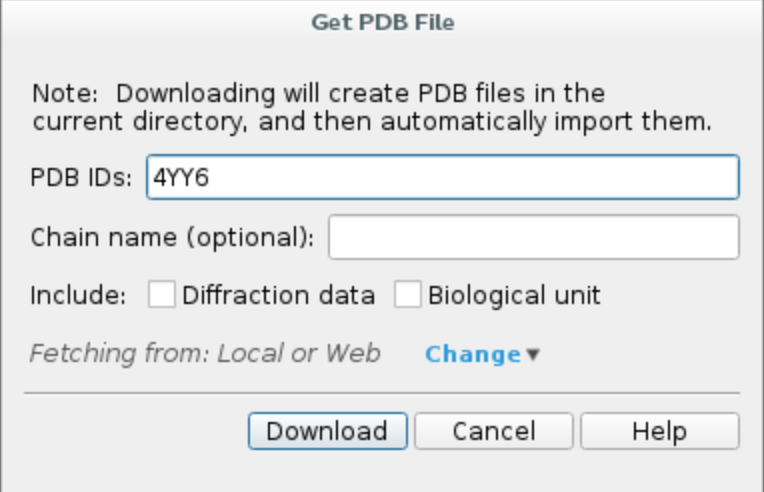 Get PDB File
Note:  Downloading will create PDB files in the
current directory, and then automatically import them.
PDB IDs: 4YY6
Chain name (optional):
Include: Diffraction data Biological unit
Fetching from: Local or Web Change▼
Download Cancel Help